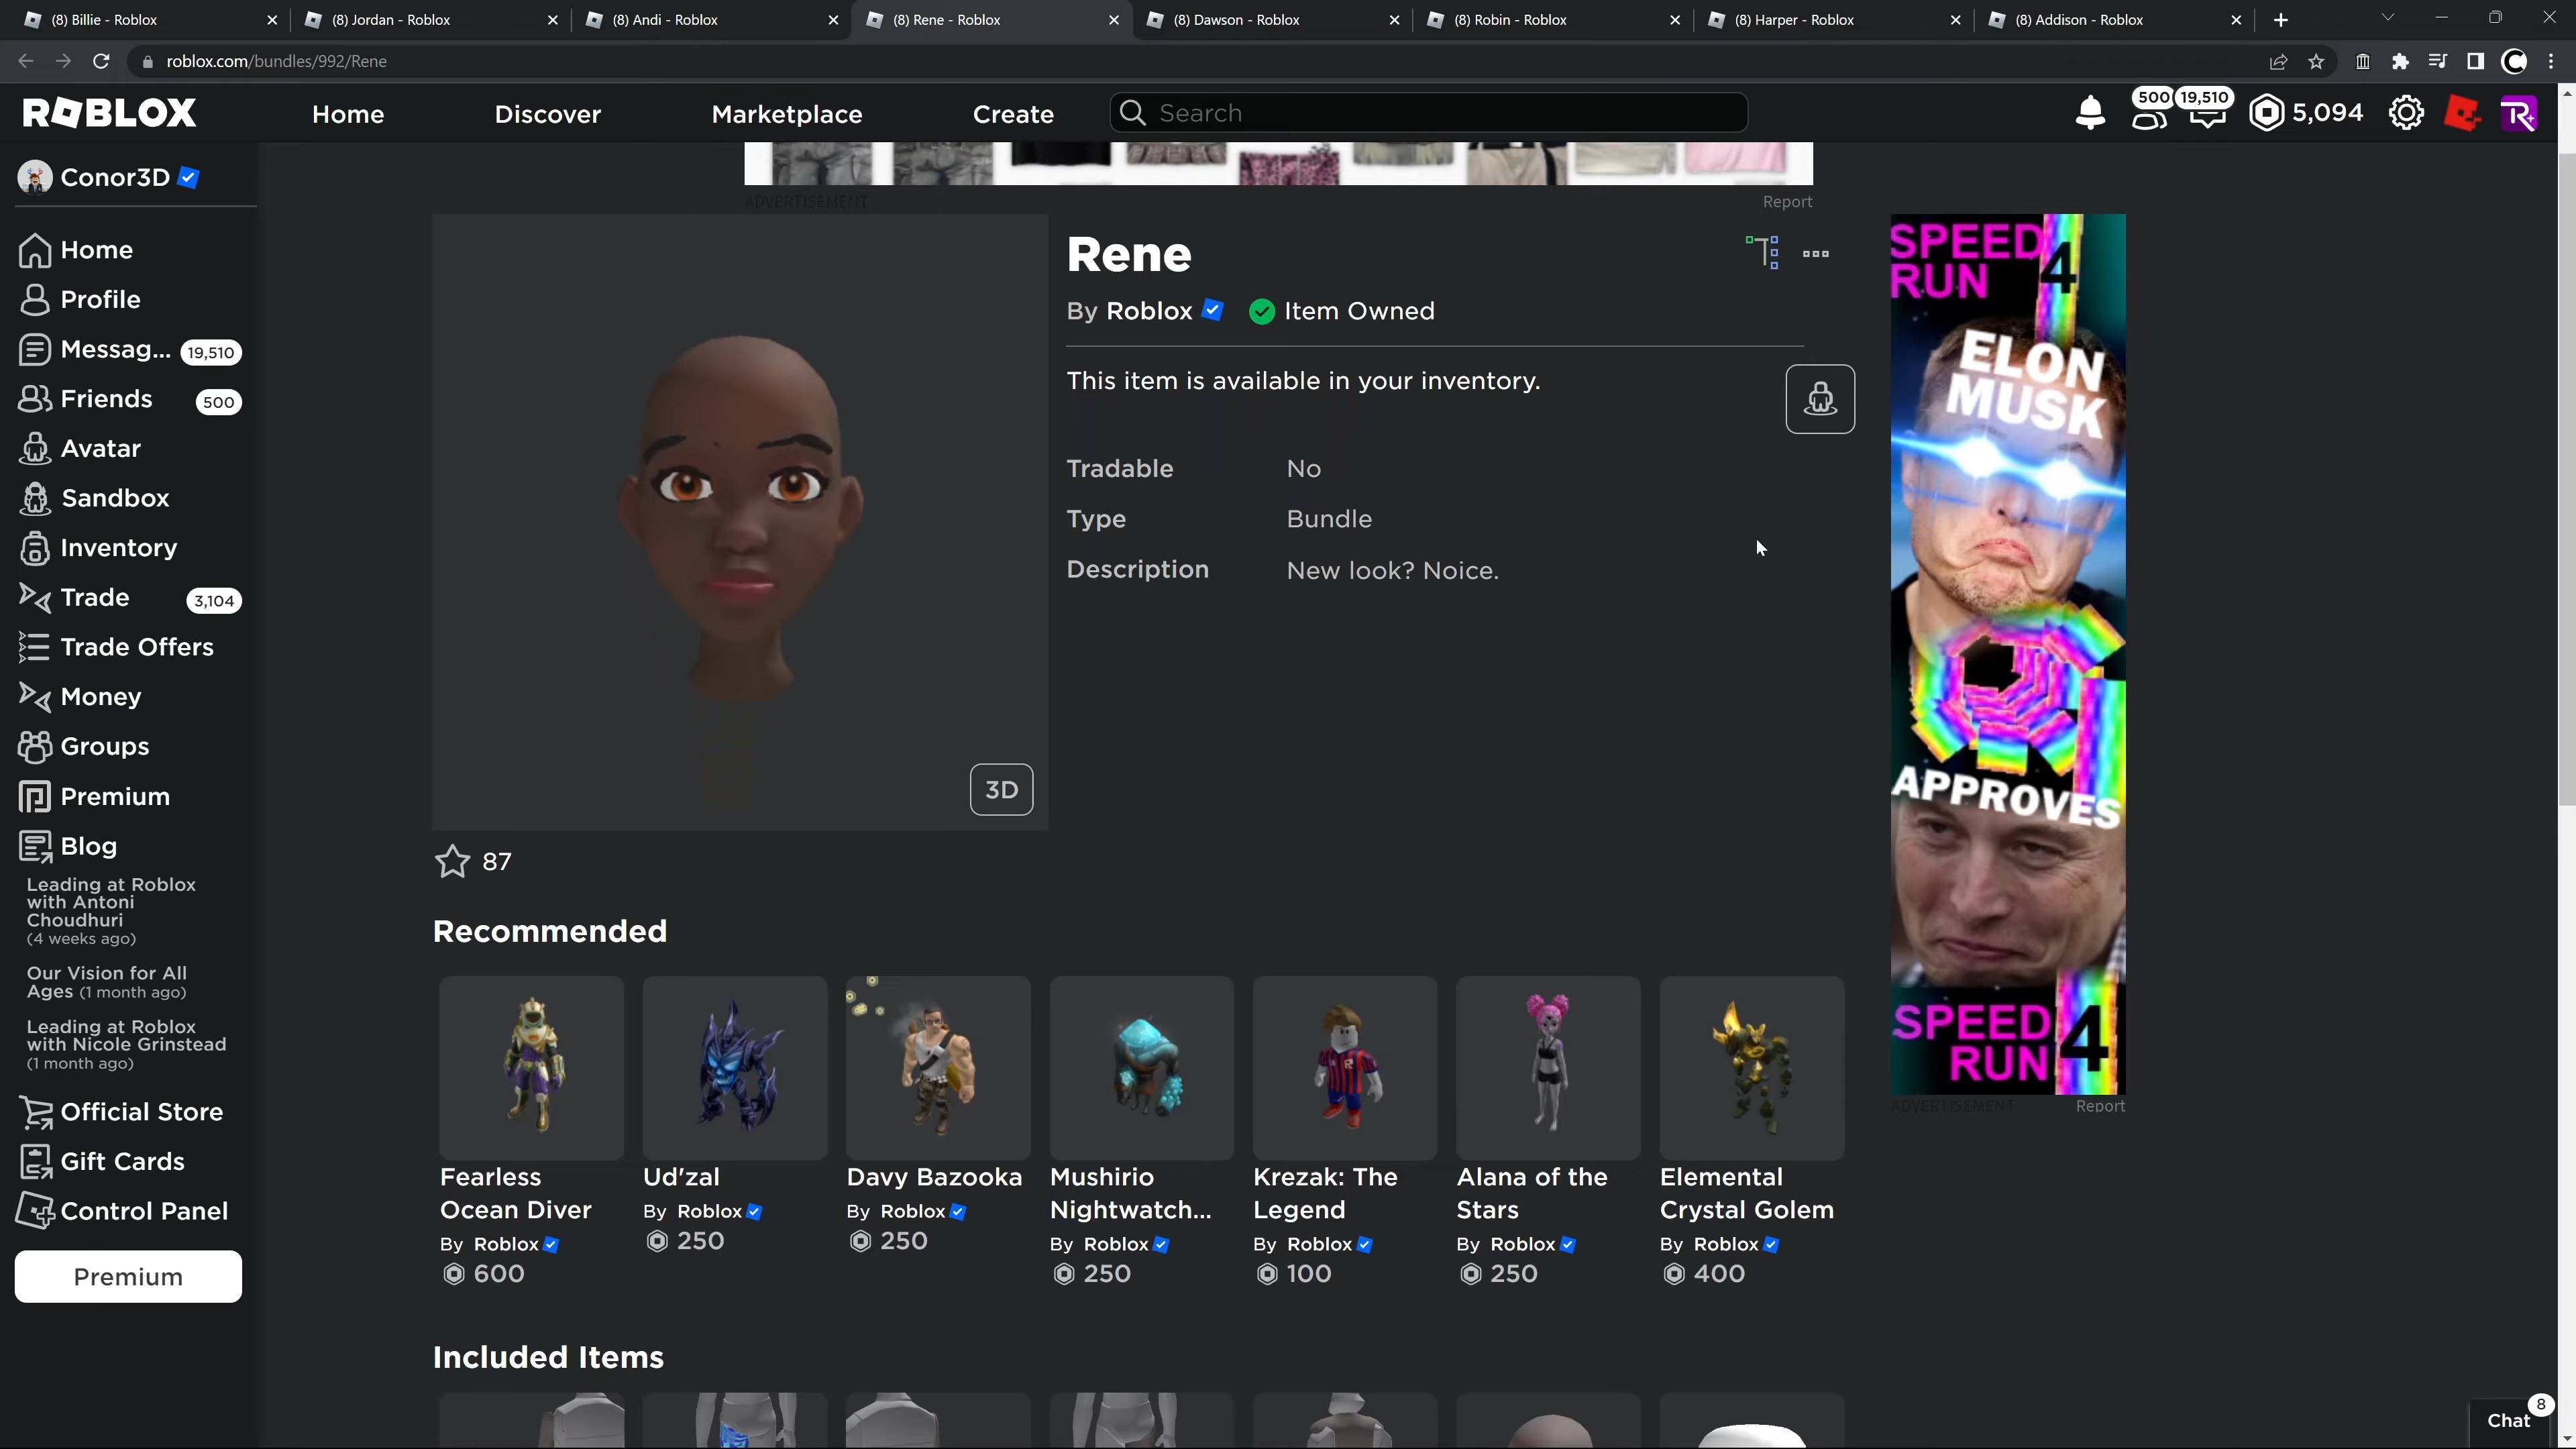 (8) Billie - Roblox
(8) Jordan - Roblox
(8) Andi - Roblox
(8) Rene - Roblox
(8) Dawson - Roblox
(8) Robin - Roblox
(8) Harper - Roblox
(8) Addison - Roblox
roblox.com/bundles/992/Rene
ROBLOX
Home
Discover
Marketplace
Create
Search
500
19,510
5,094
Conor3D
Home
Profile
Messag... 19,510
Friends 500
Avatar
Sandbox
Inventory
Trade 3,104
Trade Offers
Money
Groups
Premium
Blog
Leading at Roblox
with Antoni
Choudhuri
(4 weeks ago)
Our Vision for All
Ages (1 month ago)
Leading at Roblox
with Nicole Grinstead
(1 month ago)
Official Store
Gift Cards
Control Panel
Premium
ADVERTISEMENT
Report
3D
87
Rene
By Roblox Item Owned
This item is available in your inventory.
Tradable No
Type Bundle
Description New look? Noice.
SPEED
RUN 4
ELON
MUSK
APPROVES
SPEED
RUN 4
ADVERTISEMENT
Report
Recommended
Fearless
Ocean Diver
By Roblox
600
Ud'zal
By Roblox
250
Davy Bazooka
By Roblox
250
Mushirio
Nightwatch...
By Roblox
250
Krezak: The
Legend
By Roblox
100
Alana of the
Stars
By Roblox
250
Elemental
Crystal Golem
By Roblox
400
Included Items
Chat
8